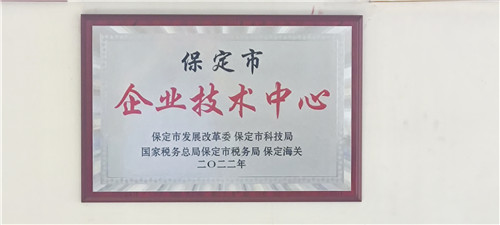 保定市
企业技术中心
保定市发展改革委 保定市科技局
国家税务总局保定市税务局 保定海关
二〇二二年